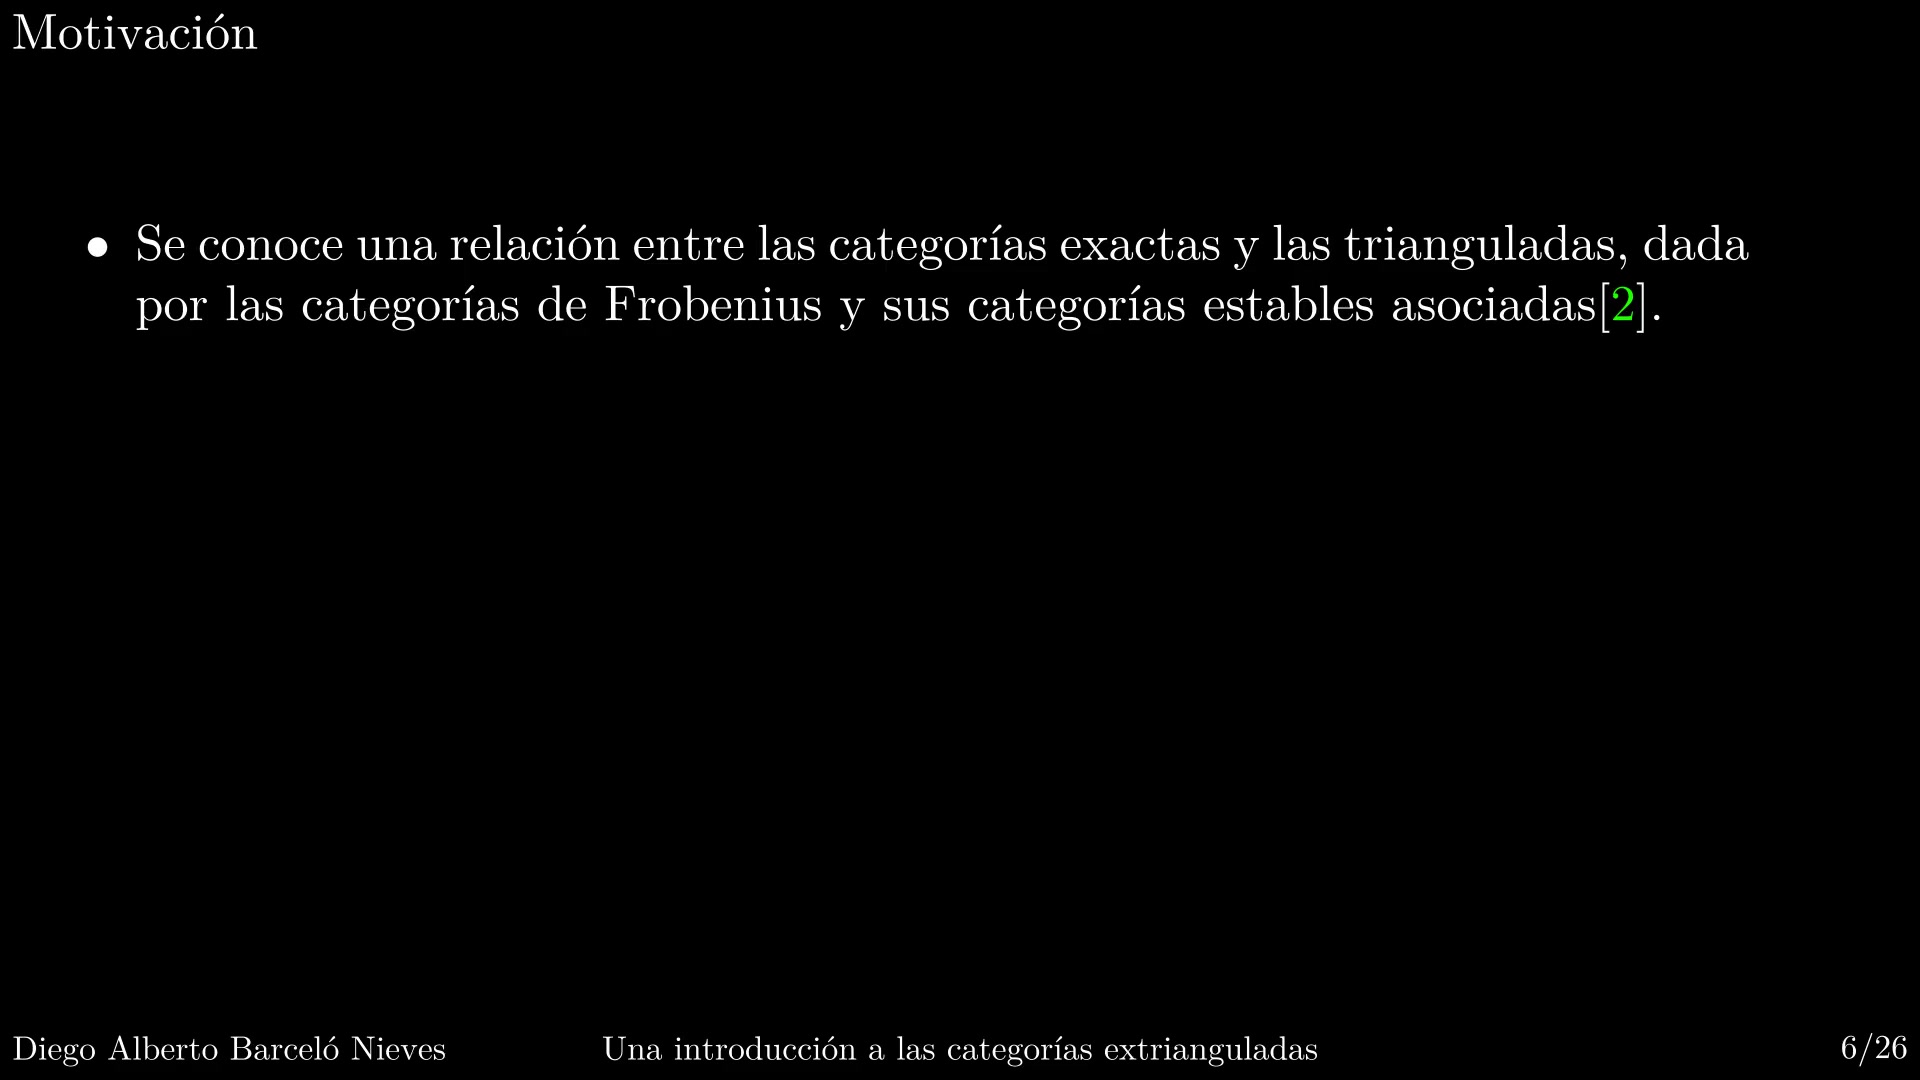 Motivación
• Se conoce una relación entre las categorías exactas y las trianguladas, dada
por las categorías de Frobenius y sus categorías estables asociadas[2].
Diego Alberto Barceló Nieves
Una introducción a las categorías extrianguladas
6/26